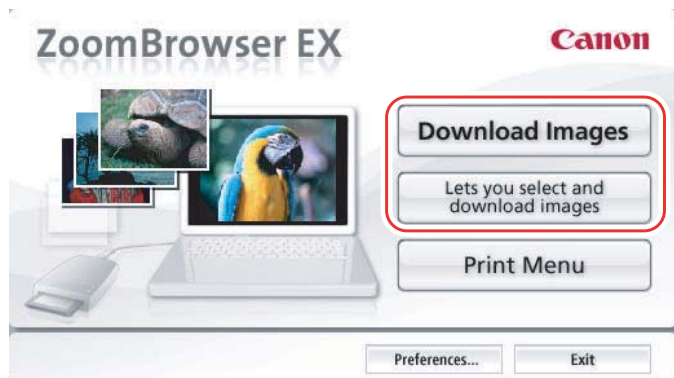 ZoomBrowser EX
Canon
Download Images
Lets you select and
download images
Print Menu
Preferences...
Exit